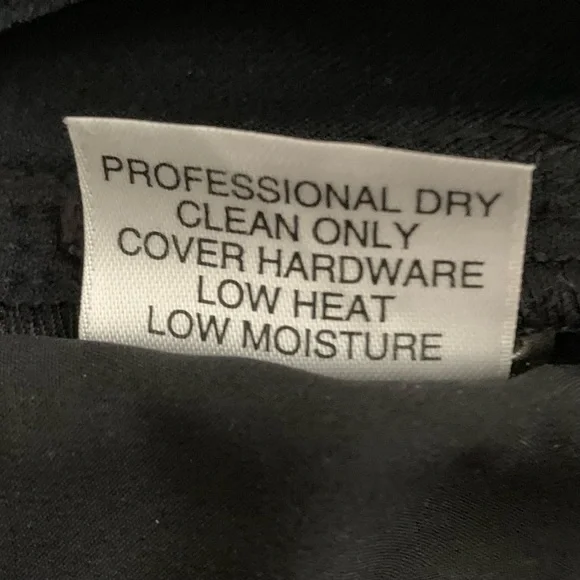 PROFESSIONAL DRY
CLEAN ONLY
COVER HARDWARE
LOW HEAT
LOW MOISTURE